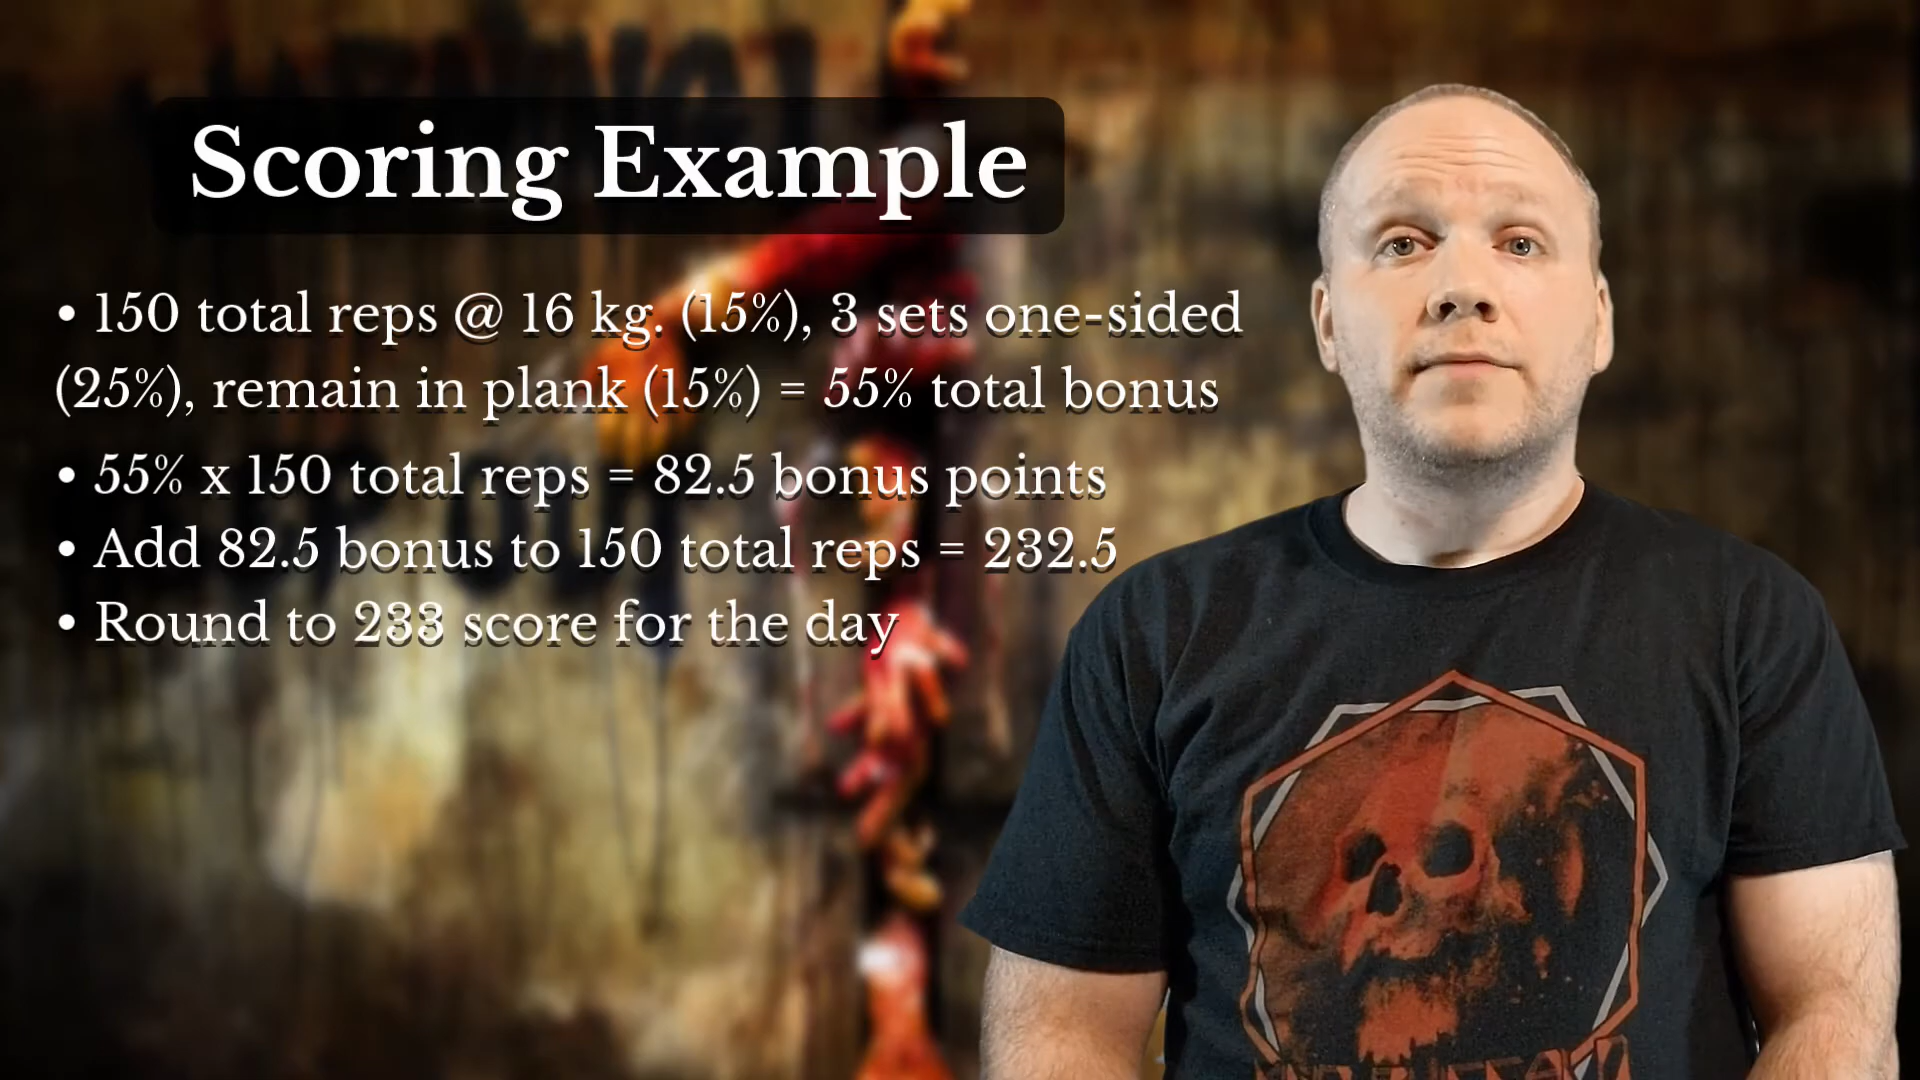 Scoring Example
• 150 total reps @ 16 kg. (15%), 3 sets one-sided
(25%), remain in plank (15%) = 55% total bonus
• 55% x 150 total reps = 82.5 bonus points
• Add 82.5 bonus to 150 total reps = 232.5
• Round to 233 score for the day